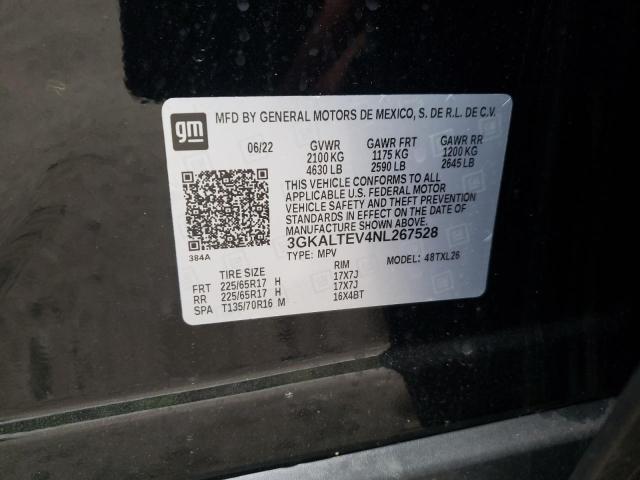 gm
MFD BY GENERAL MOTORS DE MEXICO, S. DE R.L. DE C.V.
06/22 GVWR GAWR FRT GAWR RR
2100 KG 1175 KG 1200 KG
4630 LB 2590 LB 2645 LB
THIS VEHICLE CONFORMS TO ALL
APPLICABLE U.S. FEDERAL MOTOR
VEHICLE SAFETY AND THEFT PREVENTION
STANDARDS IN EFFECT ON THE DATE OF
MANUFACTURE SHOWN ABOVE.
3GKALTEV4NL267528
384A
TYPE: MPV MODEL: 48TXL26
TIRE SIZE RIM
FRT 225/65R17 H 17X7J
RR 225/65R17 H 17X7J
SPA T135/70R16 M 16X4BT